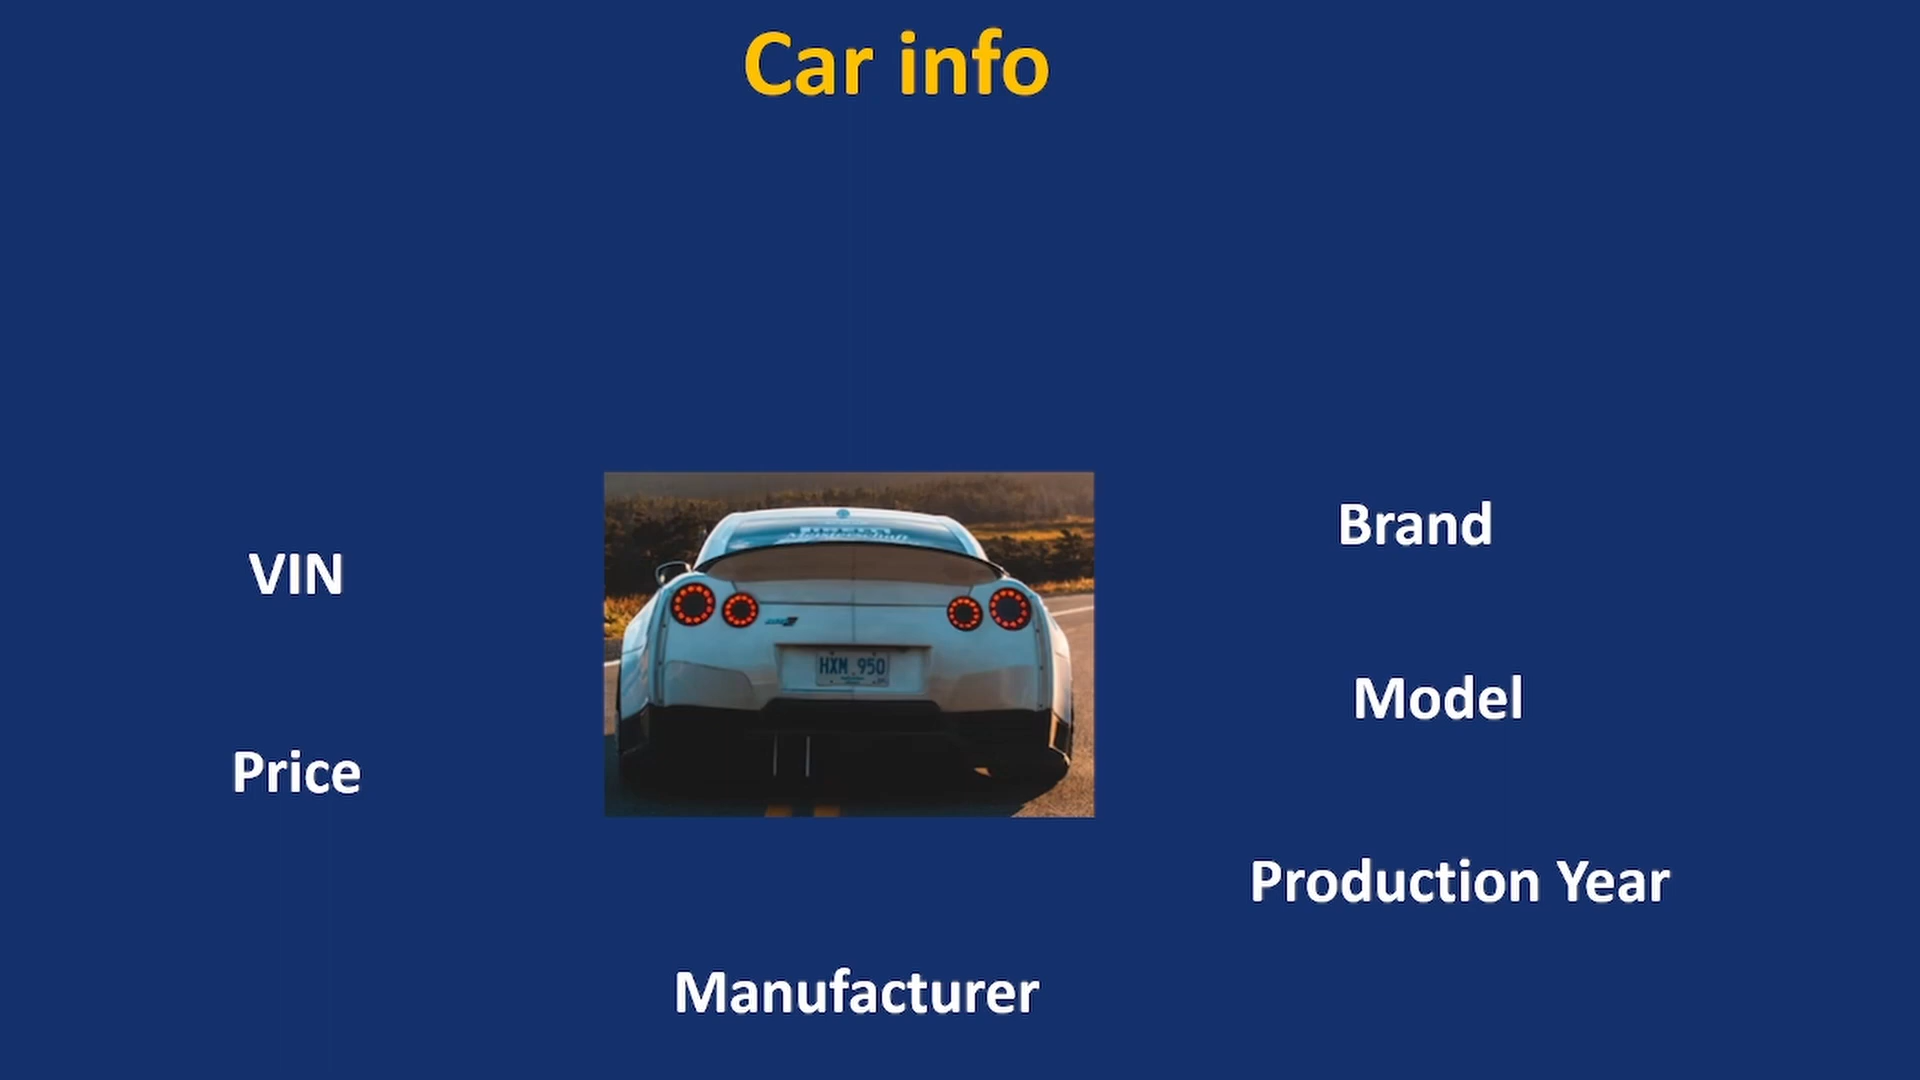 Car info
VIN
Price
HXM 950
Brand
Model
Production Year
Manufacturer